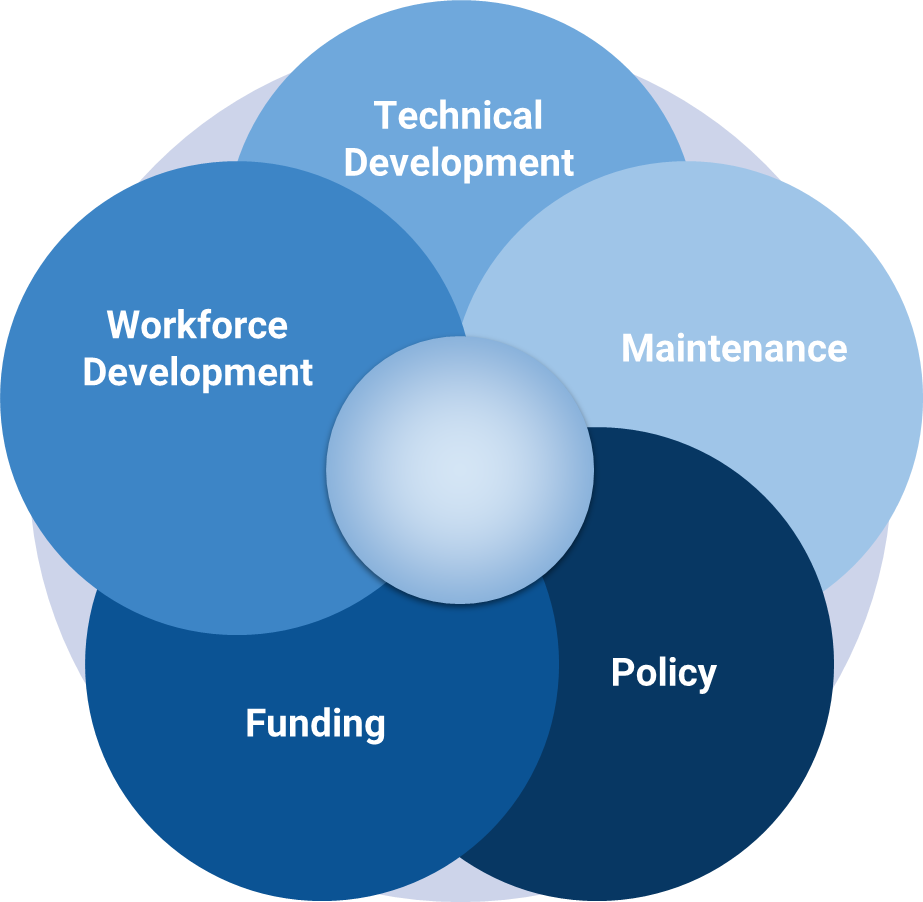 Technical
Development
Workforce
Development
Maintenance
Policy
Funding